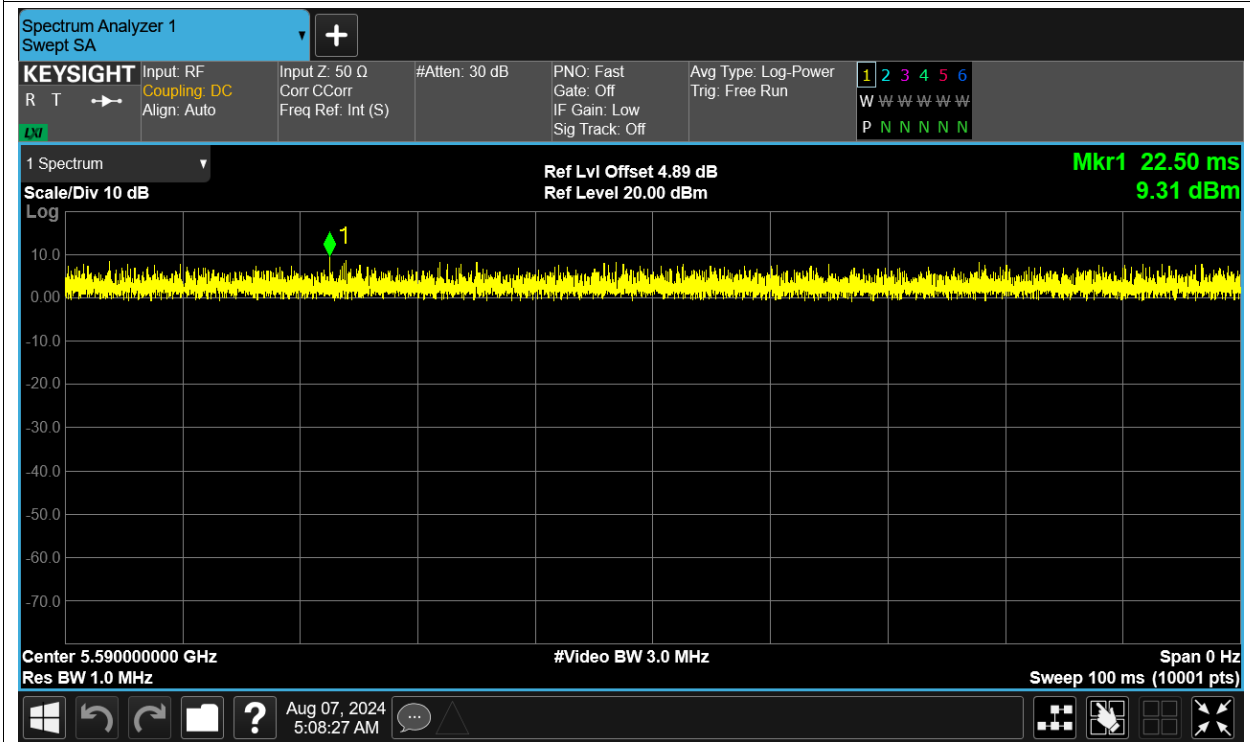 Spectrum Analyzer 1
Swept SA
+
KEYSIGHT Input: RF Input Z: 50 Ω #Atten: 30 dB PNO: Fast Avg Type: Log-Power 1 2 3 4 5 6
R T Coupling: DC Corr CCorr Gate: Off Trig: Free Run W W W W W W
Align: Auto Freq Ref: Int (S) IF Gain: Low
LXI Sig Track: Off P N N N N N
1 Spectrum Ref Lvl Offset 4.89 dB Mkr1 22.50 ms
Scale/Div 10 dB Ref Level 20.00 dBm 9.31 dBm
Log
1
10.0
0.00
-10.0
-20.0
-30.0
-40.0
-50.0
-60.0
-70.0
Center 5.590000000 GHz #Video BW 3.0 MHz Span 0 Hz
Res BW 1.0 MHz Sweep 100 ms (10001 pts)
? Aug 07, 2024
5:08:27 AM